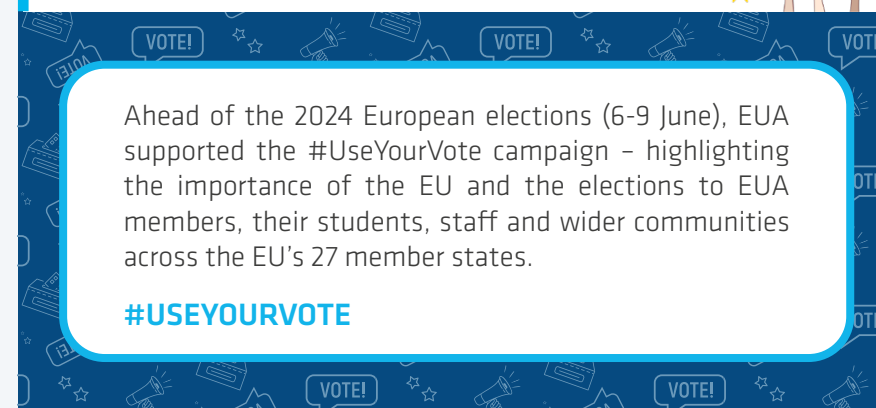 VOTE! VOTE! VOTE!
VOTE!
Ahead of the 2024 European elections (6-9 June), EUA
supported the #UseYourVote campaign – highlighting
the importance of the EU and the elections to EUA
members, their students, staff and wider communities
across the EU's 27 member states.
#USEYOURVOTE
VOTE! VOTE!